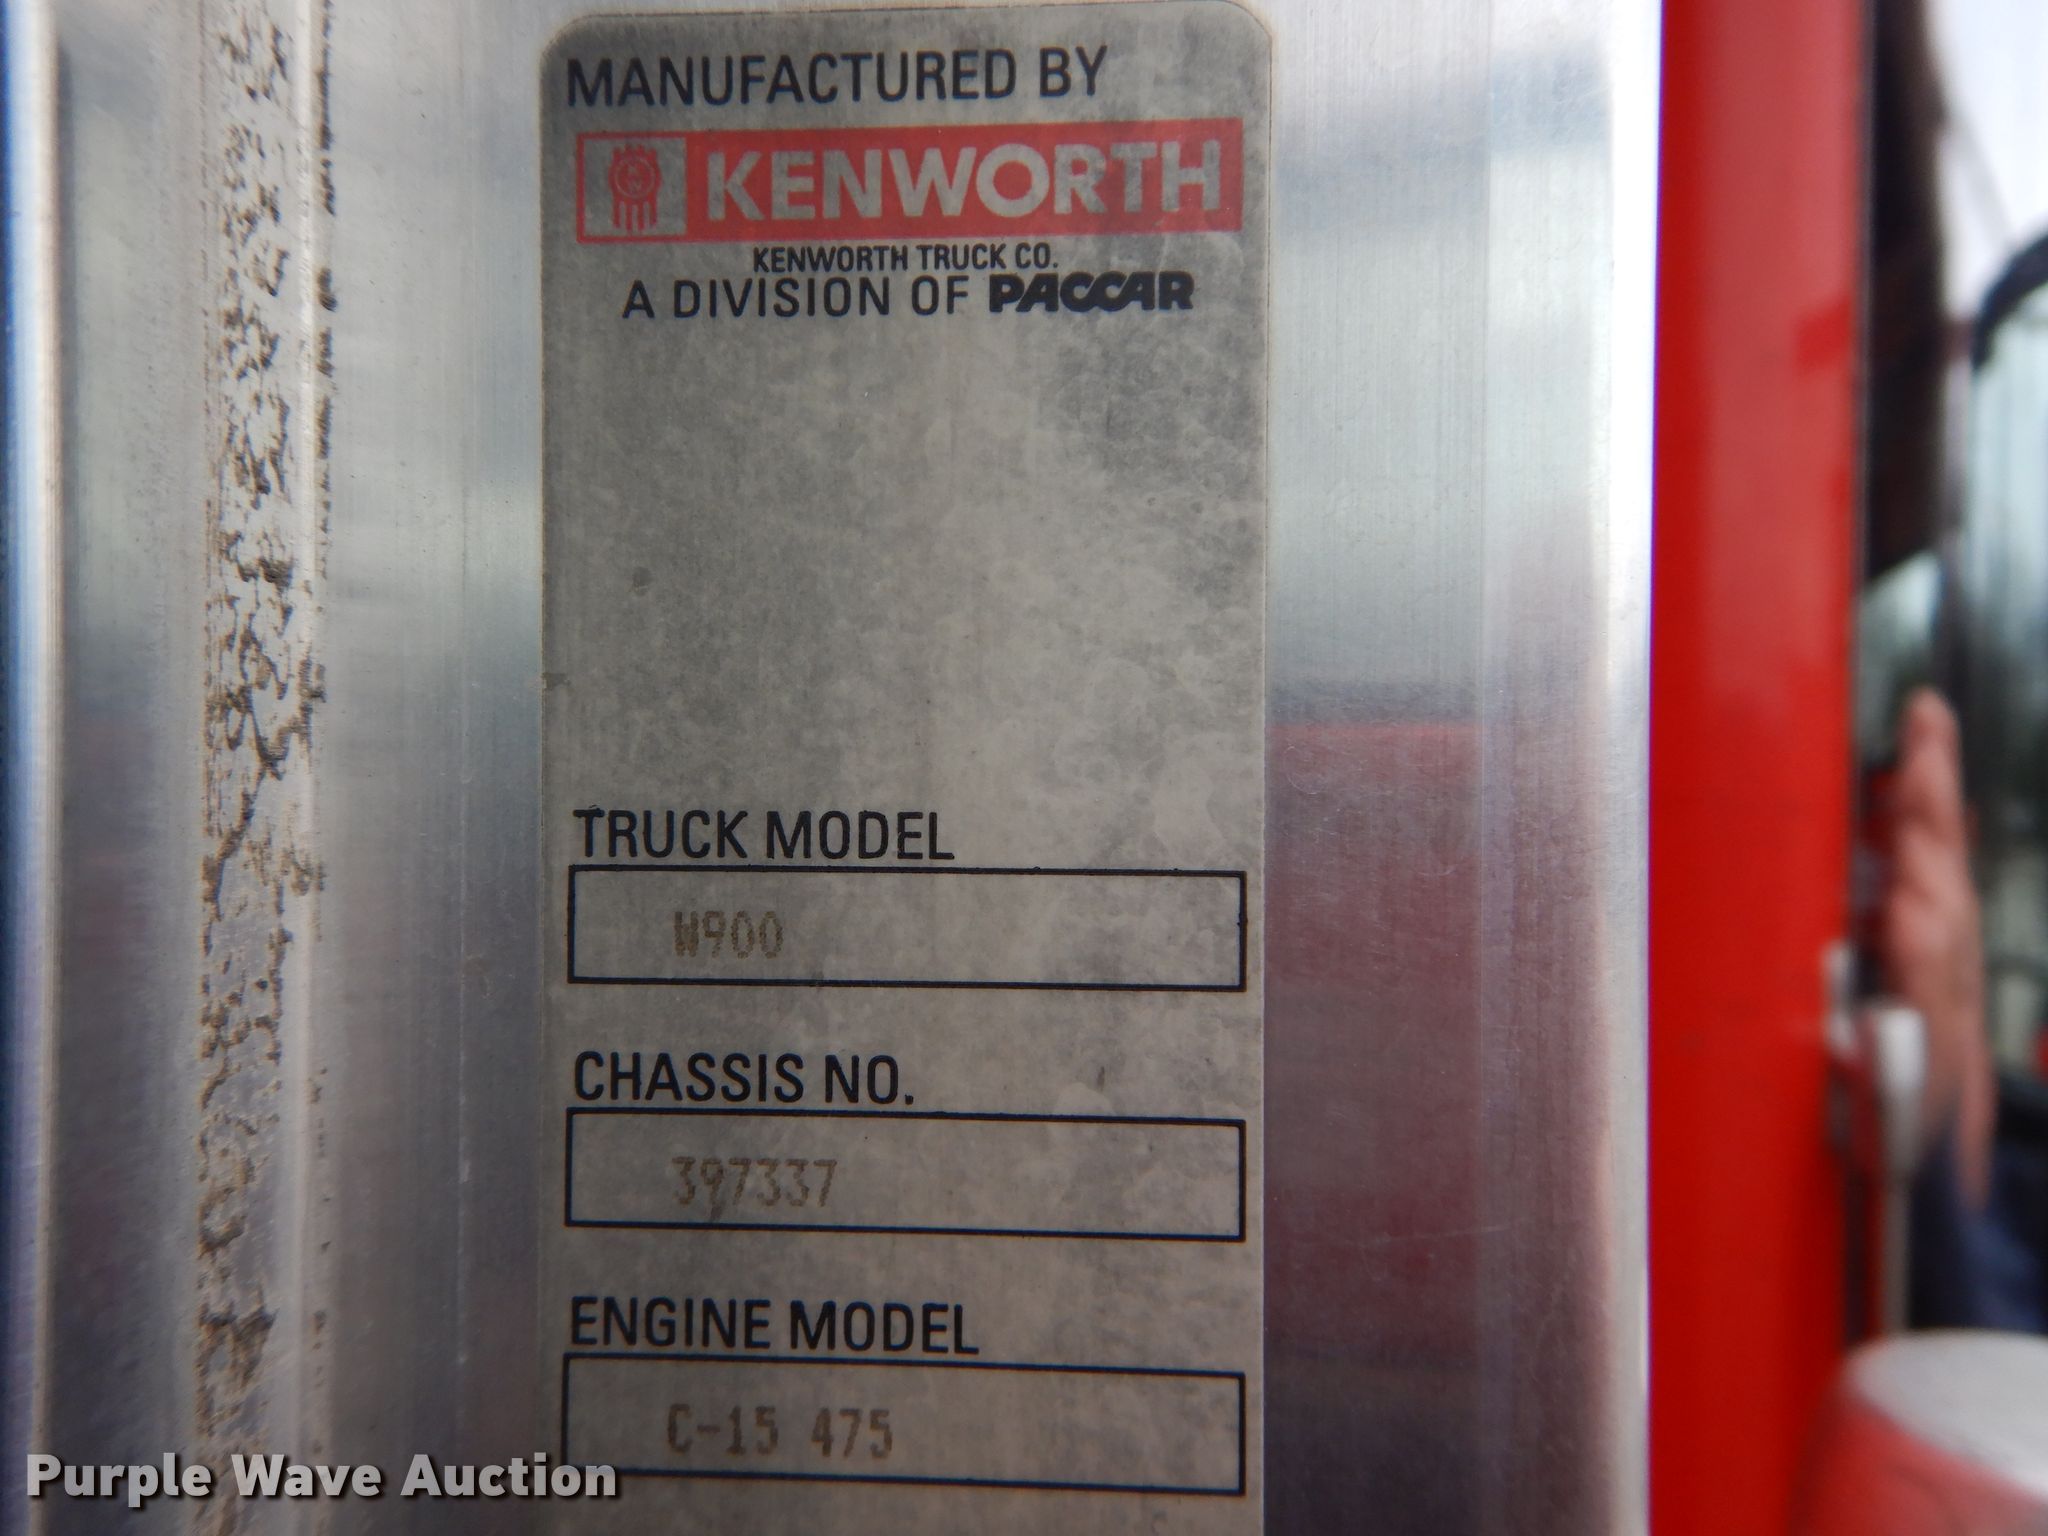 MANUFACTURED BY
KENWORTH
KENWORTH TRUCK CO.
A DIVISION OF PACCAR
TRUCK MODEL
W900
CHASSIS NO.
397337
ENGINE MODEL
C-15 475
Purple Wave Auction